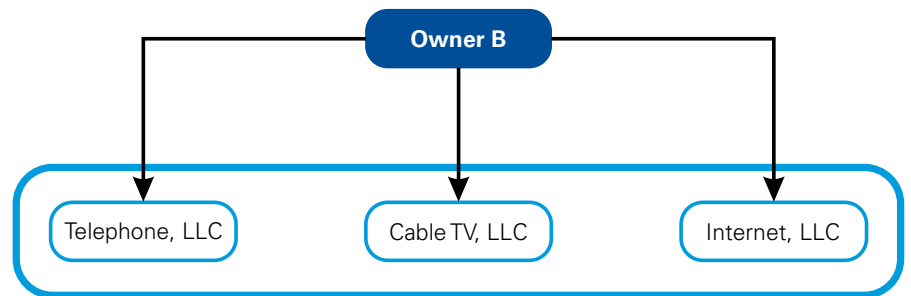 Owner B
Telephone, LLC
Cable TV, LLC
Internet, LLC